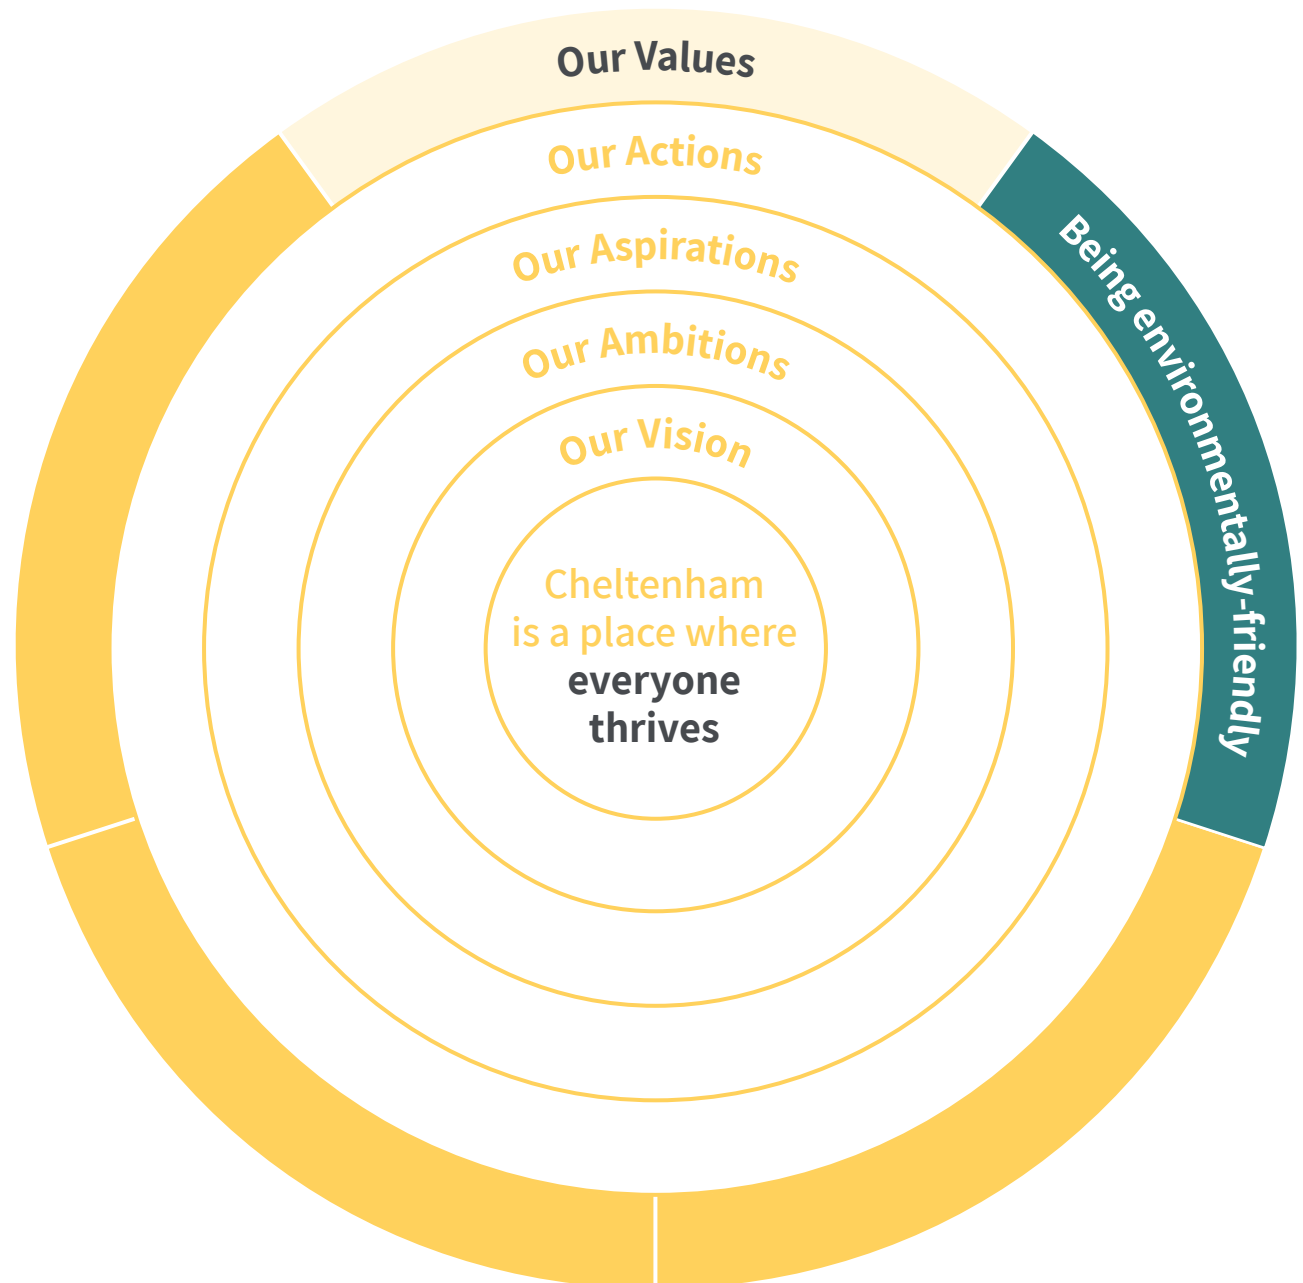 Our Values
Our Actions
Our Aspirations
Our Ambitions
Our Vision
Cheltenham
is a place where
everyone
thrives
Being environmentally-friendly